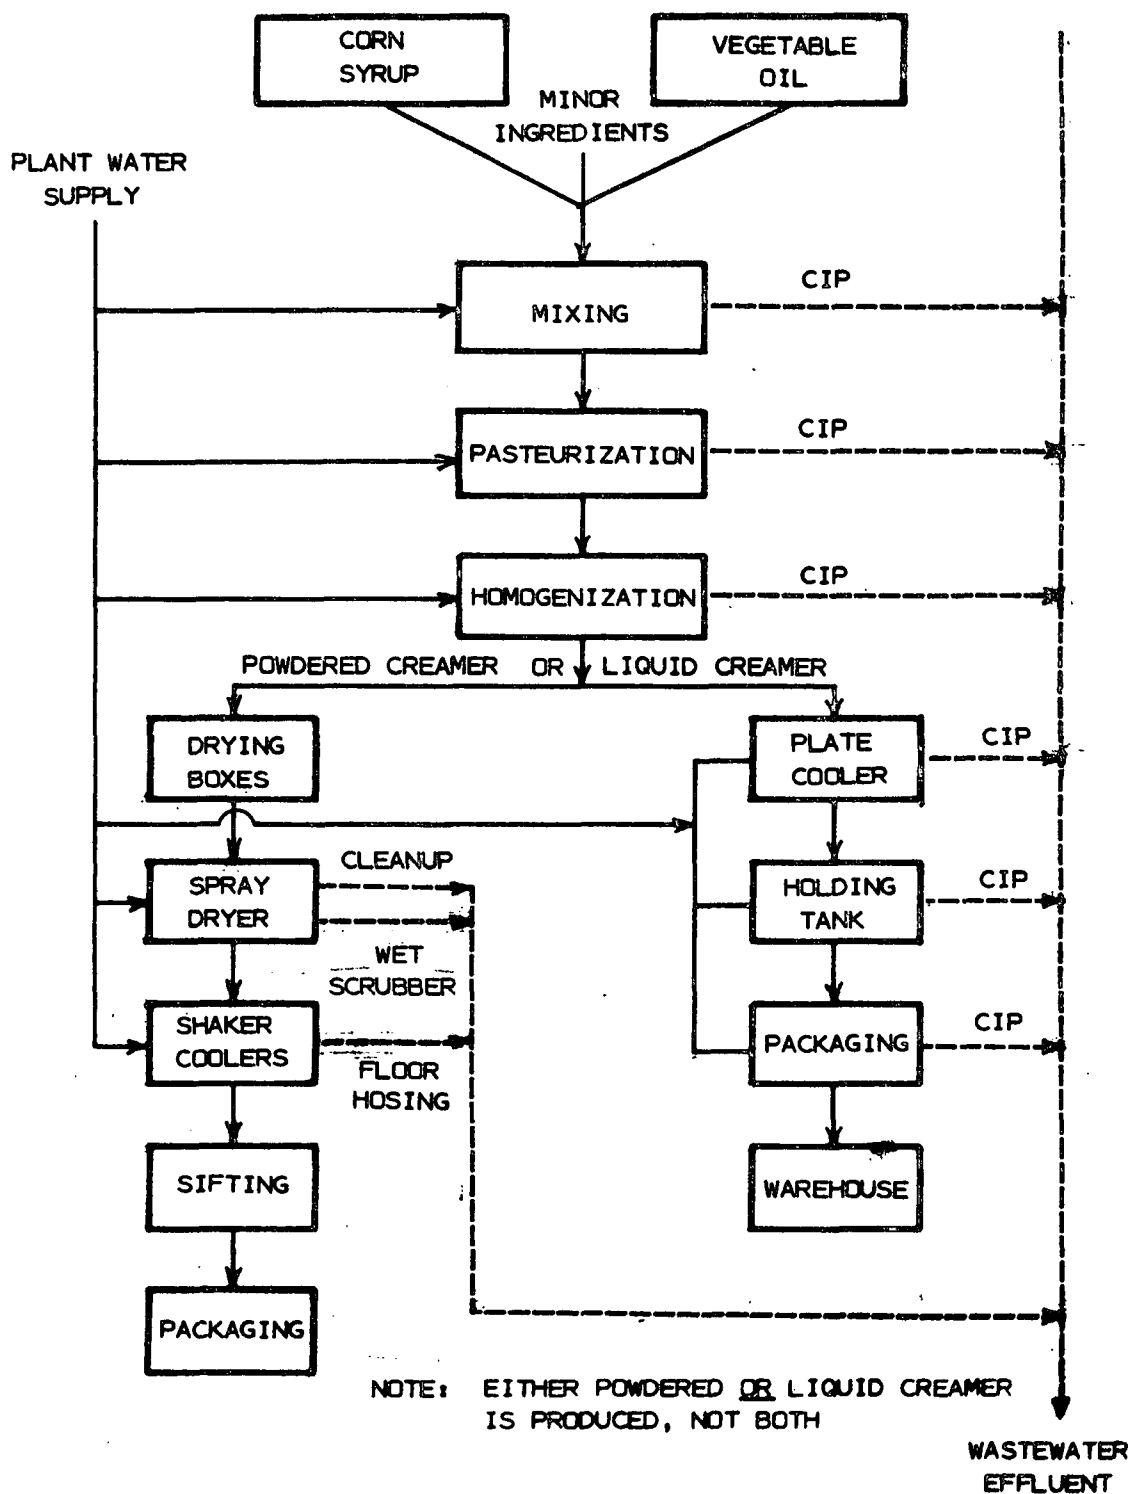 CORN
SYRUP
VEGETABLE
OIL
MINOR
INGREDIENTS
PLANT WATER
SUPPLY
MIXING
CIP
PASTEURIZATION
CIP
HOMOGENIZATION
CIP
POWDERED CREAMER OR LIQUID CREAMER
DRYING
BOXES
PLATE
COOLER
CIP
SPRAY
DRYER
CLEANUP
WET
SCRUBBER
HOLDING
TANK
CIP
SHAKER
COOLERS
FLOOR
HOSING
PACKAGING
CIP
SIFTING
WAREHOUSE
PACKAGING
NOTE: EITHER POWDERED OR LIQUID CREAMER
IS PRODUCED, NOT BOTH
WASTEWATER
EFFLUENT